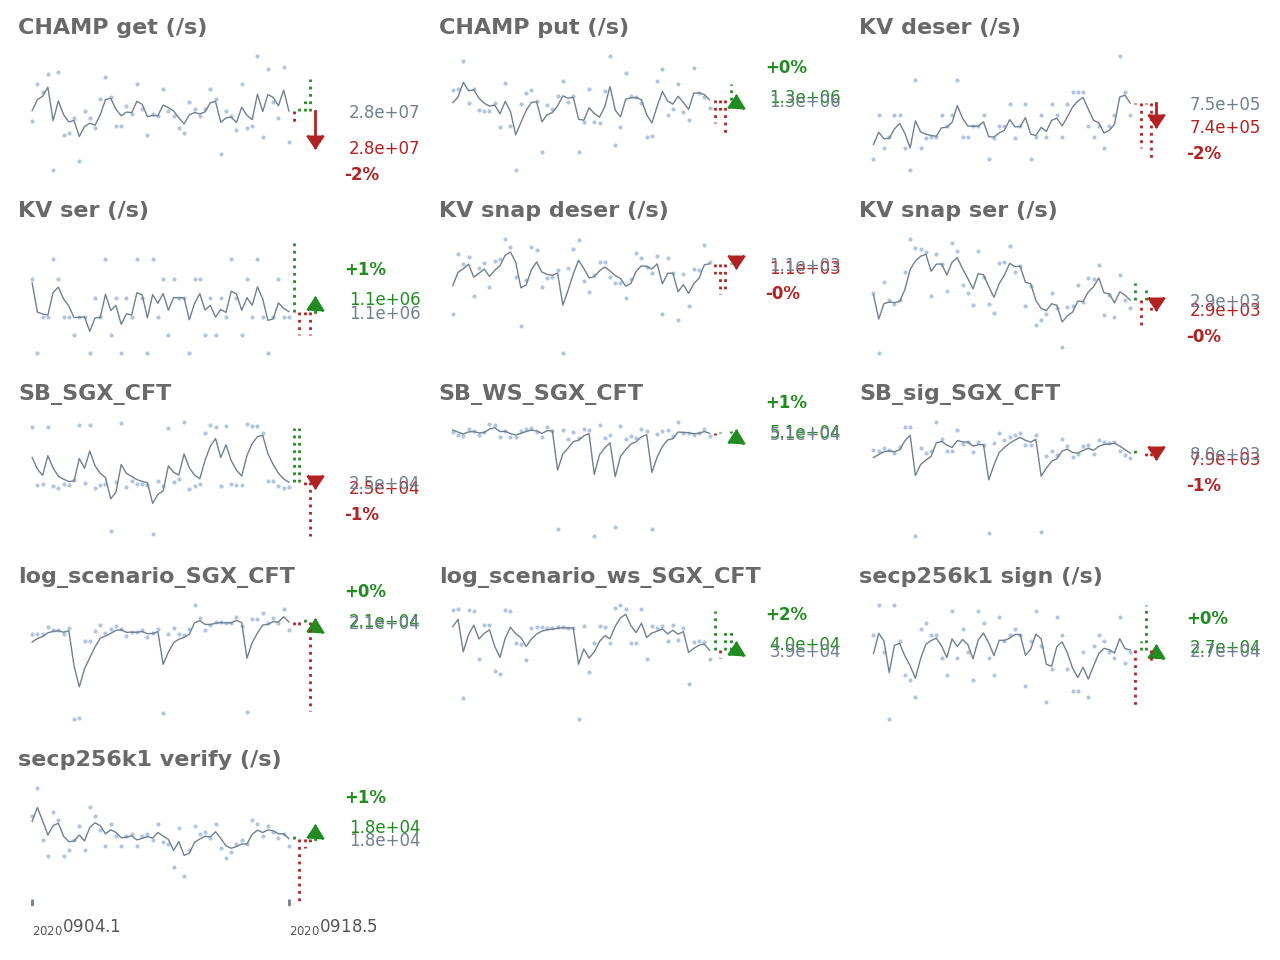 CHAMP get (/s)
2.8e+07
2.8e+07
-2%
CHAMP put (/s)
+0%
1.3e+06
1.3e+06
KV deser (/s)
7.5e+05
7.4e+05
-2%
KV ser (/s)
+1%
1.1e+06
1.1e+06
KV snap deser (/s)
1.1e+03
1.1e+03
-0%
KV snap ser (/s)
2.9e+03
2.9e+03
-0%
SB_SGX_CFT
2.5e+04
2.5e+04
-1%
SB_WS_SGX_CFT
+1%
5.1e+04
5.1e+04
SB_sig_SGX_CFT
8.0e+03
7.9e+03
-1%
log_scenario_SGX_CFT
+0%
2.1e+04
2.1e+04
log_scenario_ws_SGX_CFT
+2%
4.0e+04
3.9e+04
secp256k1 sign (/s)
+0%
2.7e+04
2.7e+04
secp256k1 verify (/s)
+1%
1.8e+04
1.8e+04
20200904.1
20200918.5